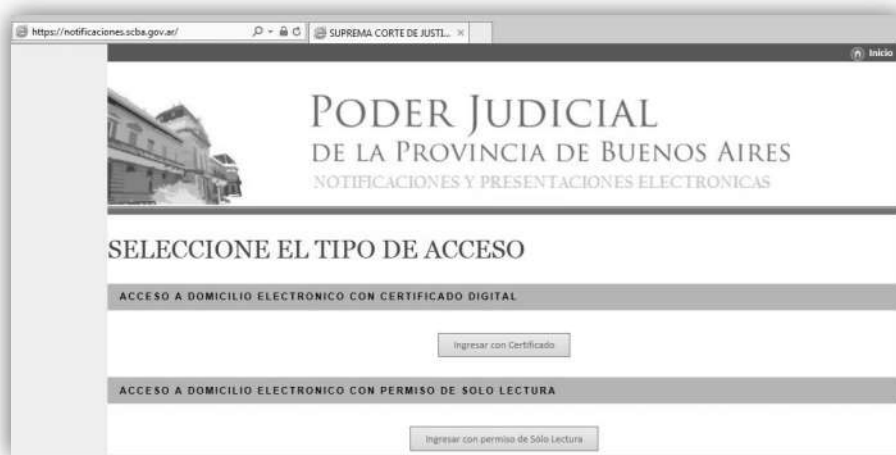 https://notificaciones.scba.gov.ar/
SUPREMA CORTE DE JUSTI...
Inicio
PODER JUDICIAL
DE LA PROVINCIA DE BUENOS AIRES
NOTIFICACIONES Y PRESENTACIONES ELECTRONICAS
SELECCIONE EL TIPO DE ACCESO
ACCESO A DOMICILIO ELECTRONICO CON CERTIFICADO DIGITAL
Ingresar con Certificado
ACCESO A DOMICILIO ELECTRONICO CON PERMISO DE SOLO LECTURA
Ingresar con permiso de Sólo Lectura